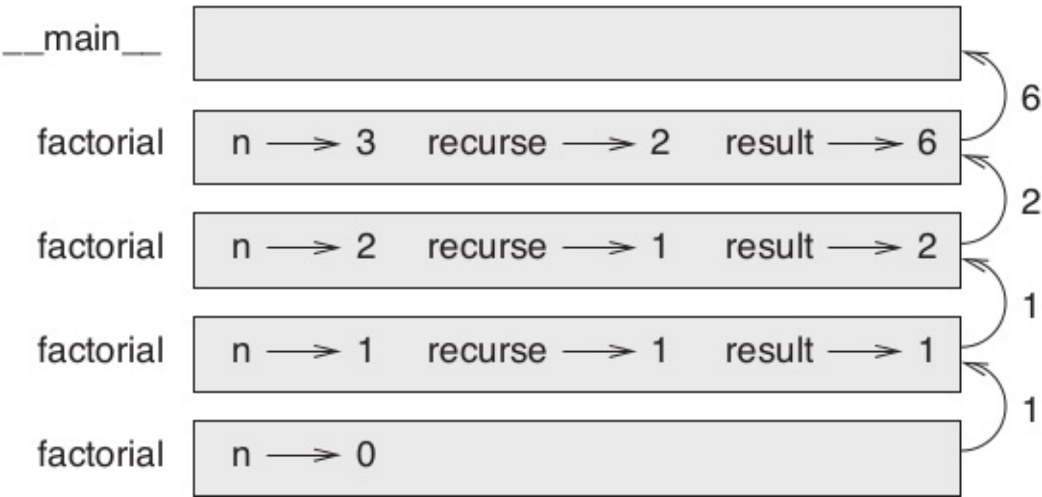 __main__
6
factorial n → 3 recurse → 2 result → 6
2
factorial n → 2 recurse → 1 result → 2
1
factorial n → 1 recurse → 1 result → 1
1
factorial n → 0